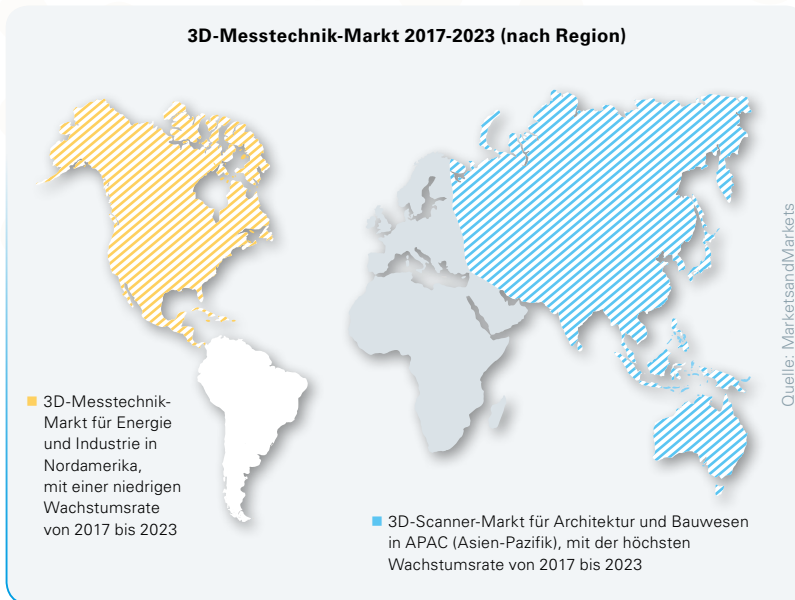 3D-Messtechnik-Markt 2017-2023 (nach Region)
3D-Messtechnik-
Markt für Energie
und Industrie in
Nordamerika,
mit einer niedrigen
Wachstumsrate
von 2017 bis 2023
3D-Scanner-Markt für Architektur und Bauwesen
in APAC (Asien-Pazifik), mit der höchsten
Wachstumsrate von 2017 bis 2023
Quelle: MarketsandMarkets